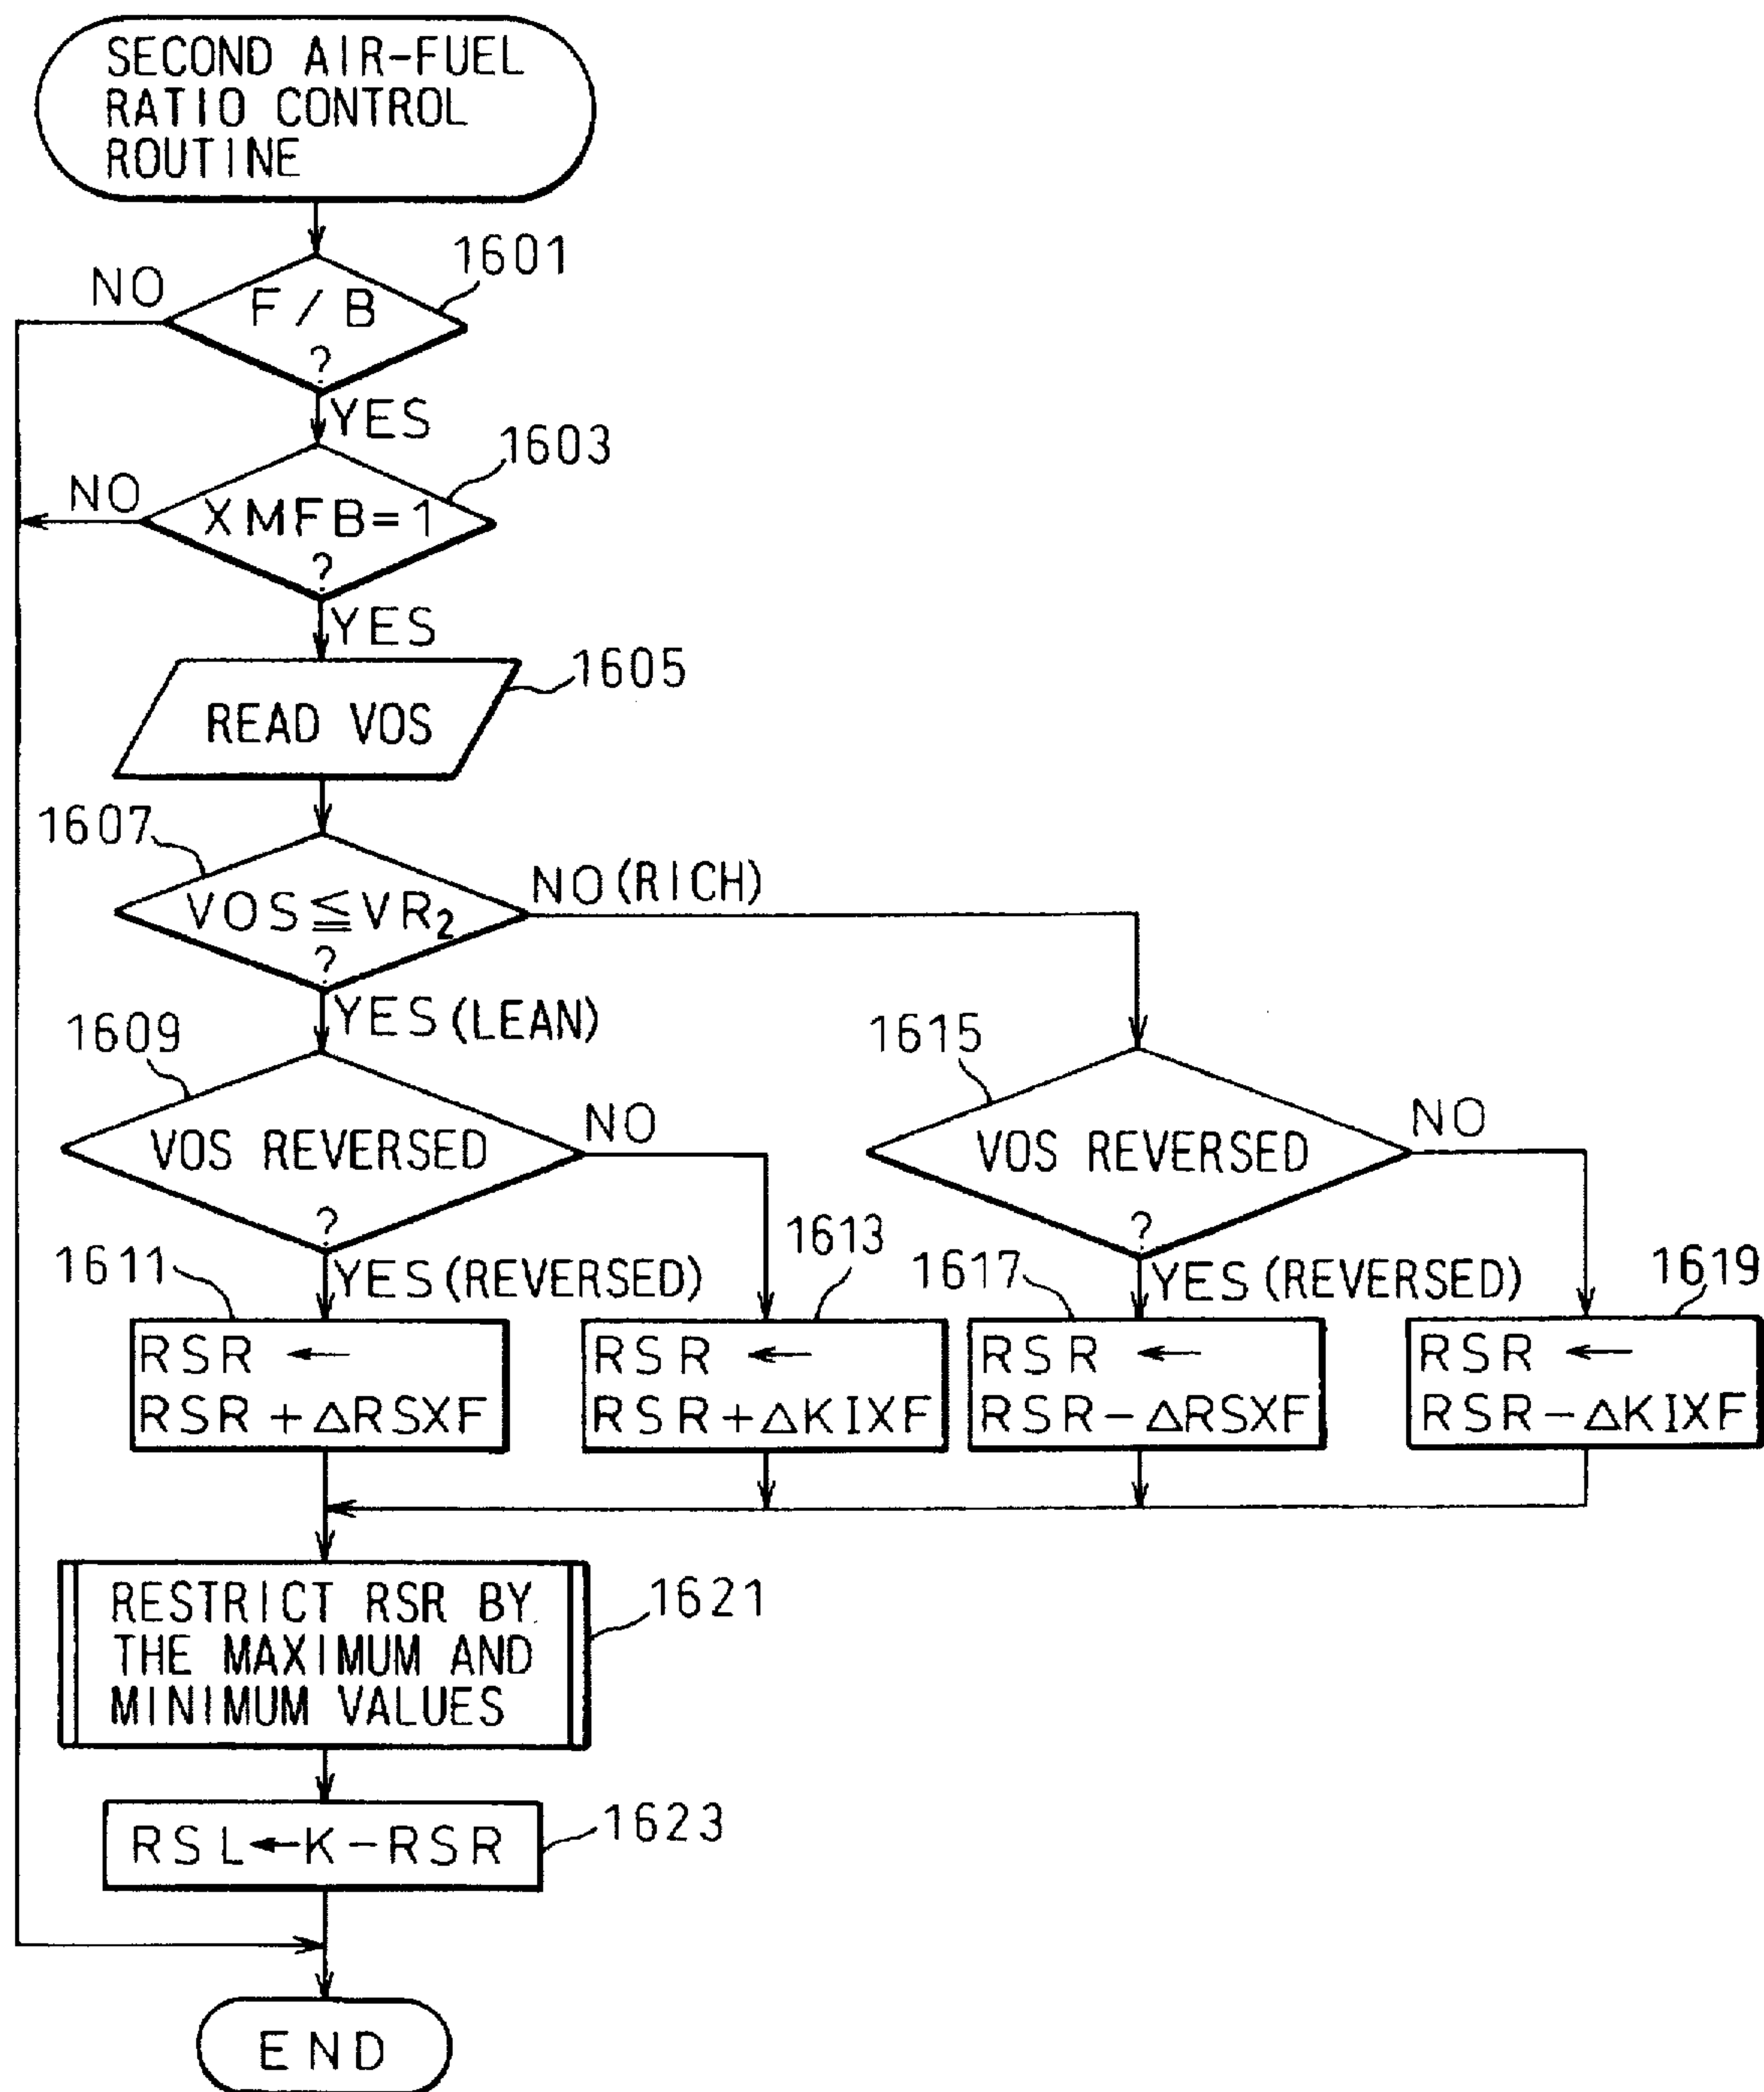 SECOND AIR-FUEL
RATIO CONTROL
ROUTINE
1601
NO
F/B
?
YES
1603
NO
XMFB=1
?
YES
1605
READ VOS
1607
VOS≦VR₂
?
NO (RICH)
YES (LEAN)
1609
VOS REVERSED
?
NO
1615
VOS REVERSED
?
NO
1611
YES (REVERSED)
1613
1617
YES (REVERSED)
1619
RSR ←
RSR + ΔRSXF
RSR ←
RSR + ΔKIXF
RSR ←
RSR − ΔRSXF
RSR ←
RSR − ΔKIXF
RESTRICT RSR BY
THE MAXIMUM AND
MINIMUM VALUES
1621
RSL ← K − RSR
1623
END